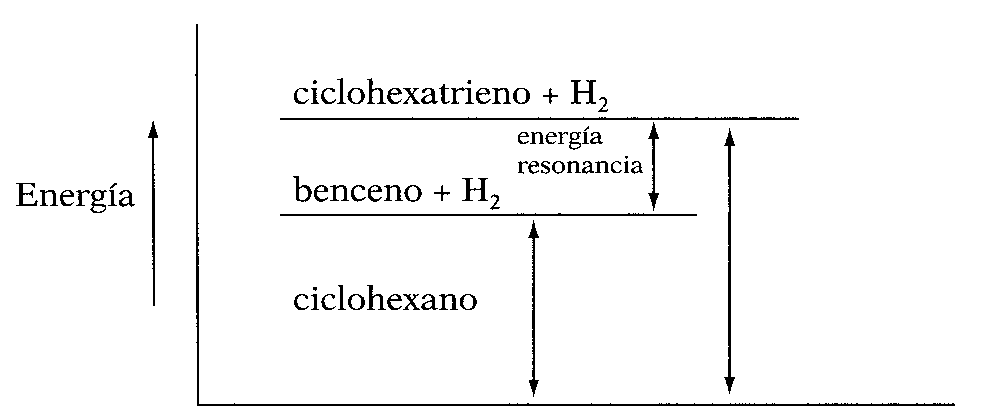 ciclohexatrieno + H₂
energía
resonancia
Energía
benceno + H₂
ciclohexano